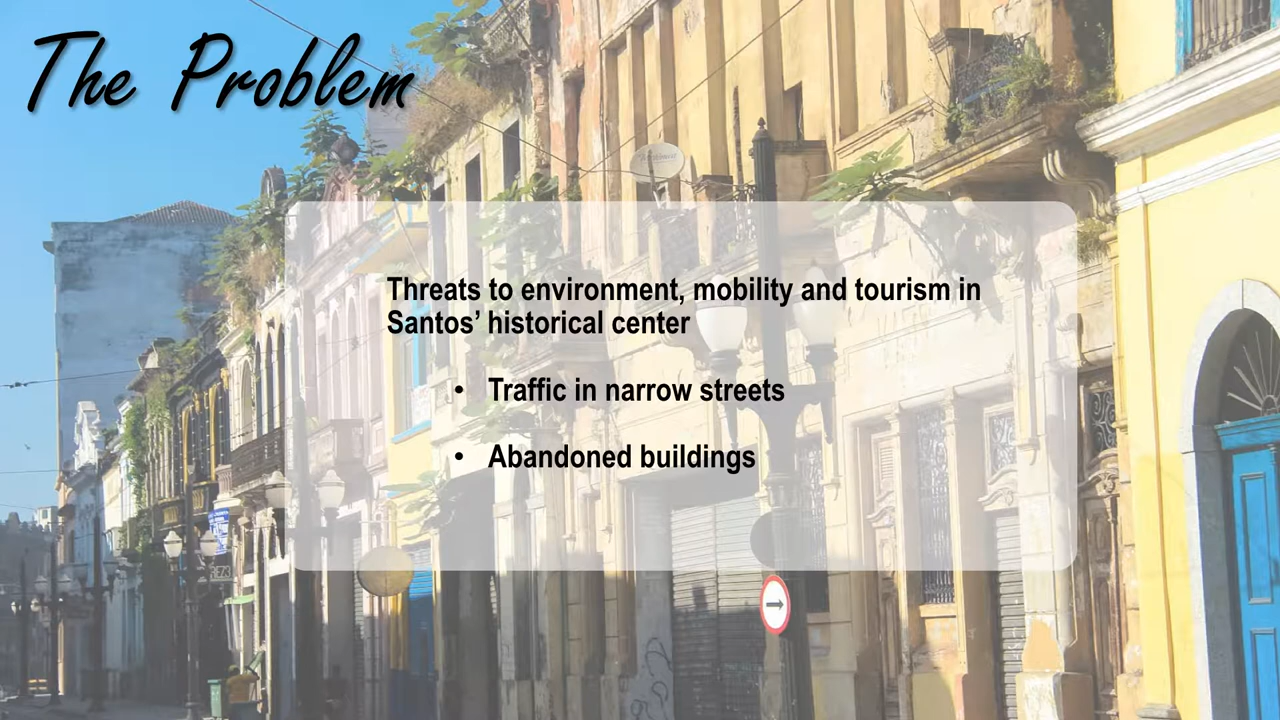 The Problem
Threats to environment, mobility and tourism in
Santos’ historical center
• Traffic in narrow streets
• Abandoned buildings